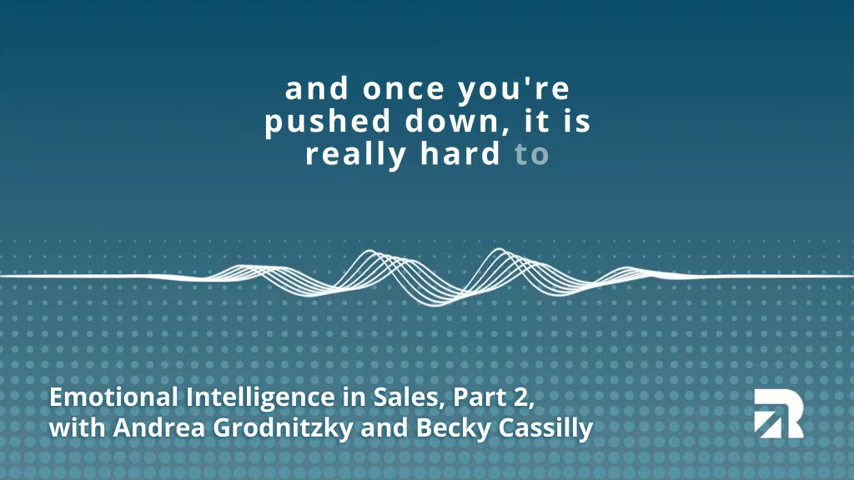 and once you're
pushed down, it is
really hard to
Emotional Intelligence in Sales, Part 2,
with Andrea Grodnitzky and Becky Cassilly